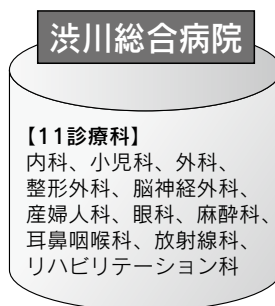 渋川総合病院
【11診療科】
内科、小児科、外科、
整形外科、脳神経外科、
産婦人科、眼科、麻酔科、
耳鼻咽喉科、放射線科、
リハビリテーション科